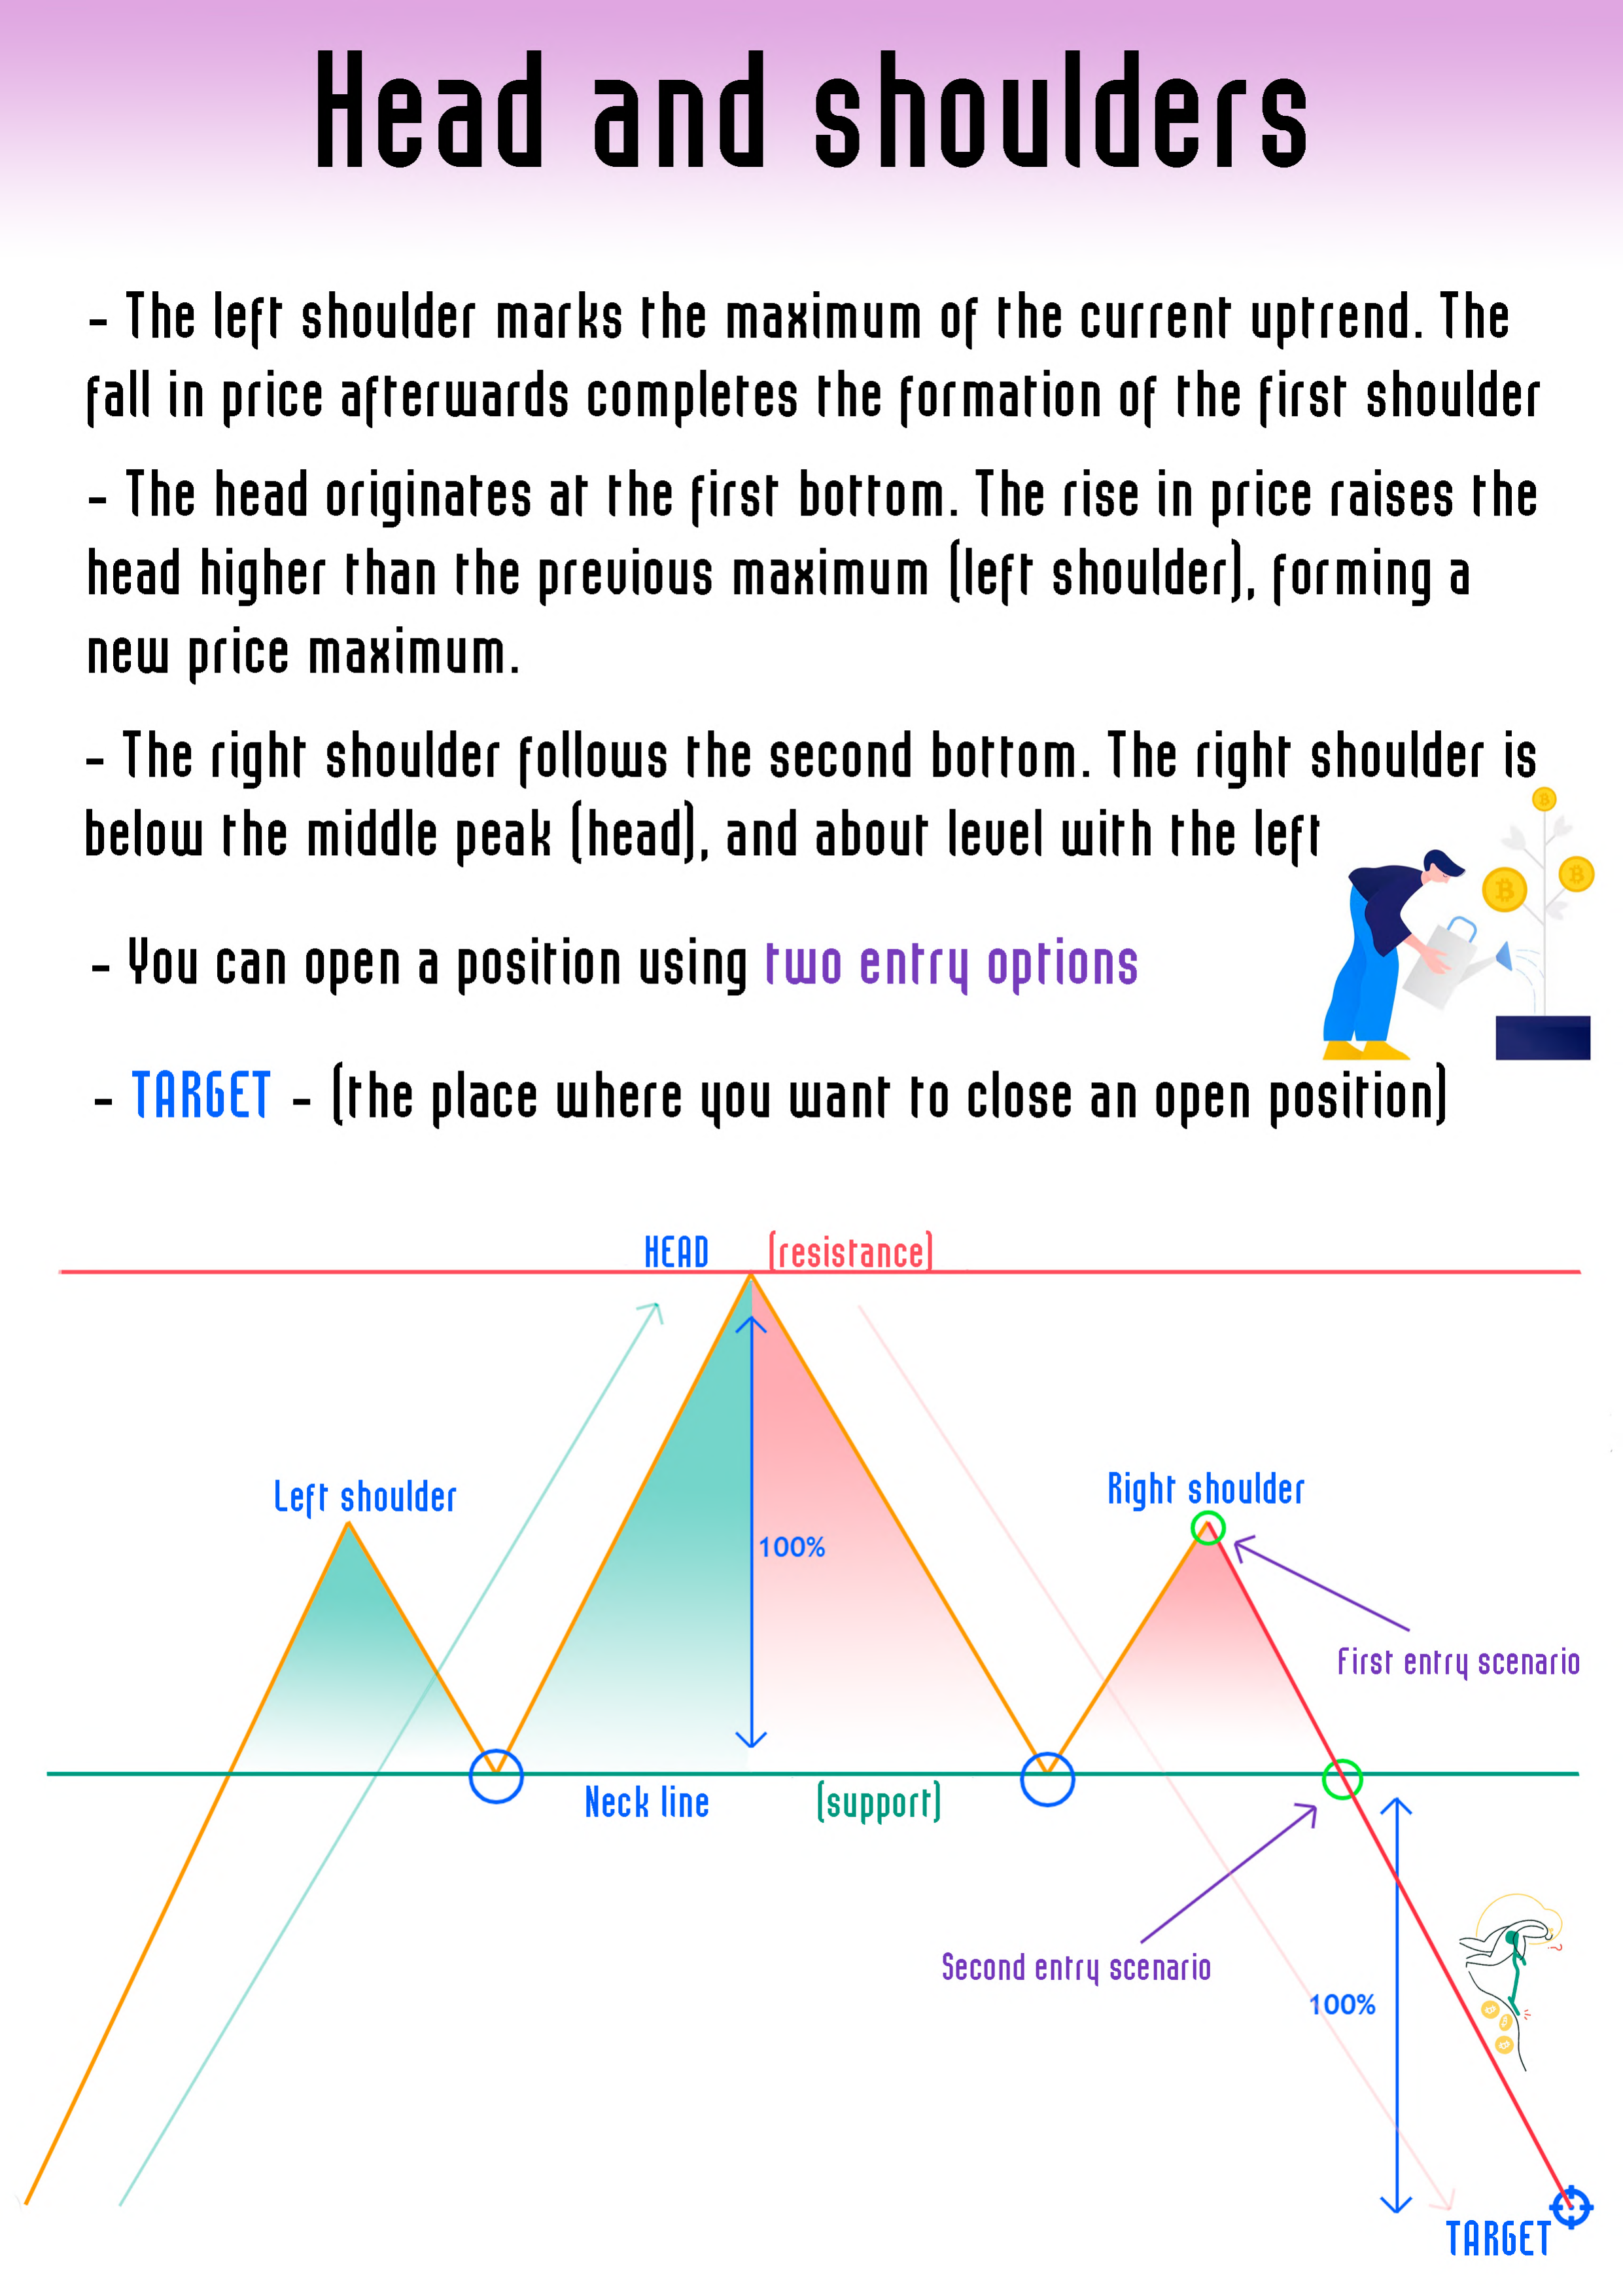 Head and shoulders
- The left shoulder marks the maximum of the current uptrend. The
fall in price afterwards completes the formation of the first shoulder
- The head originates at the first bottom. The rise in price raises the
head higher than the previous maximum (left shoulder), forming a
new price maximum.
- The right shoulder follows the second bottom. The right shoulder is
below the middle peak (head), and about level with the left
- You can open a position using two entry options
- TARGET - (the place where you want to close an open position)
HEAD (resistance)
Left shoulder
Right shoulder
100%
First entry scenario
Neck line (support)
Second entry scenario
100%
TARGET